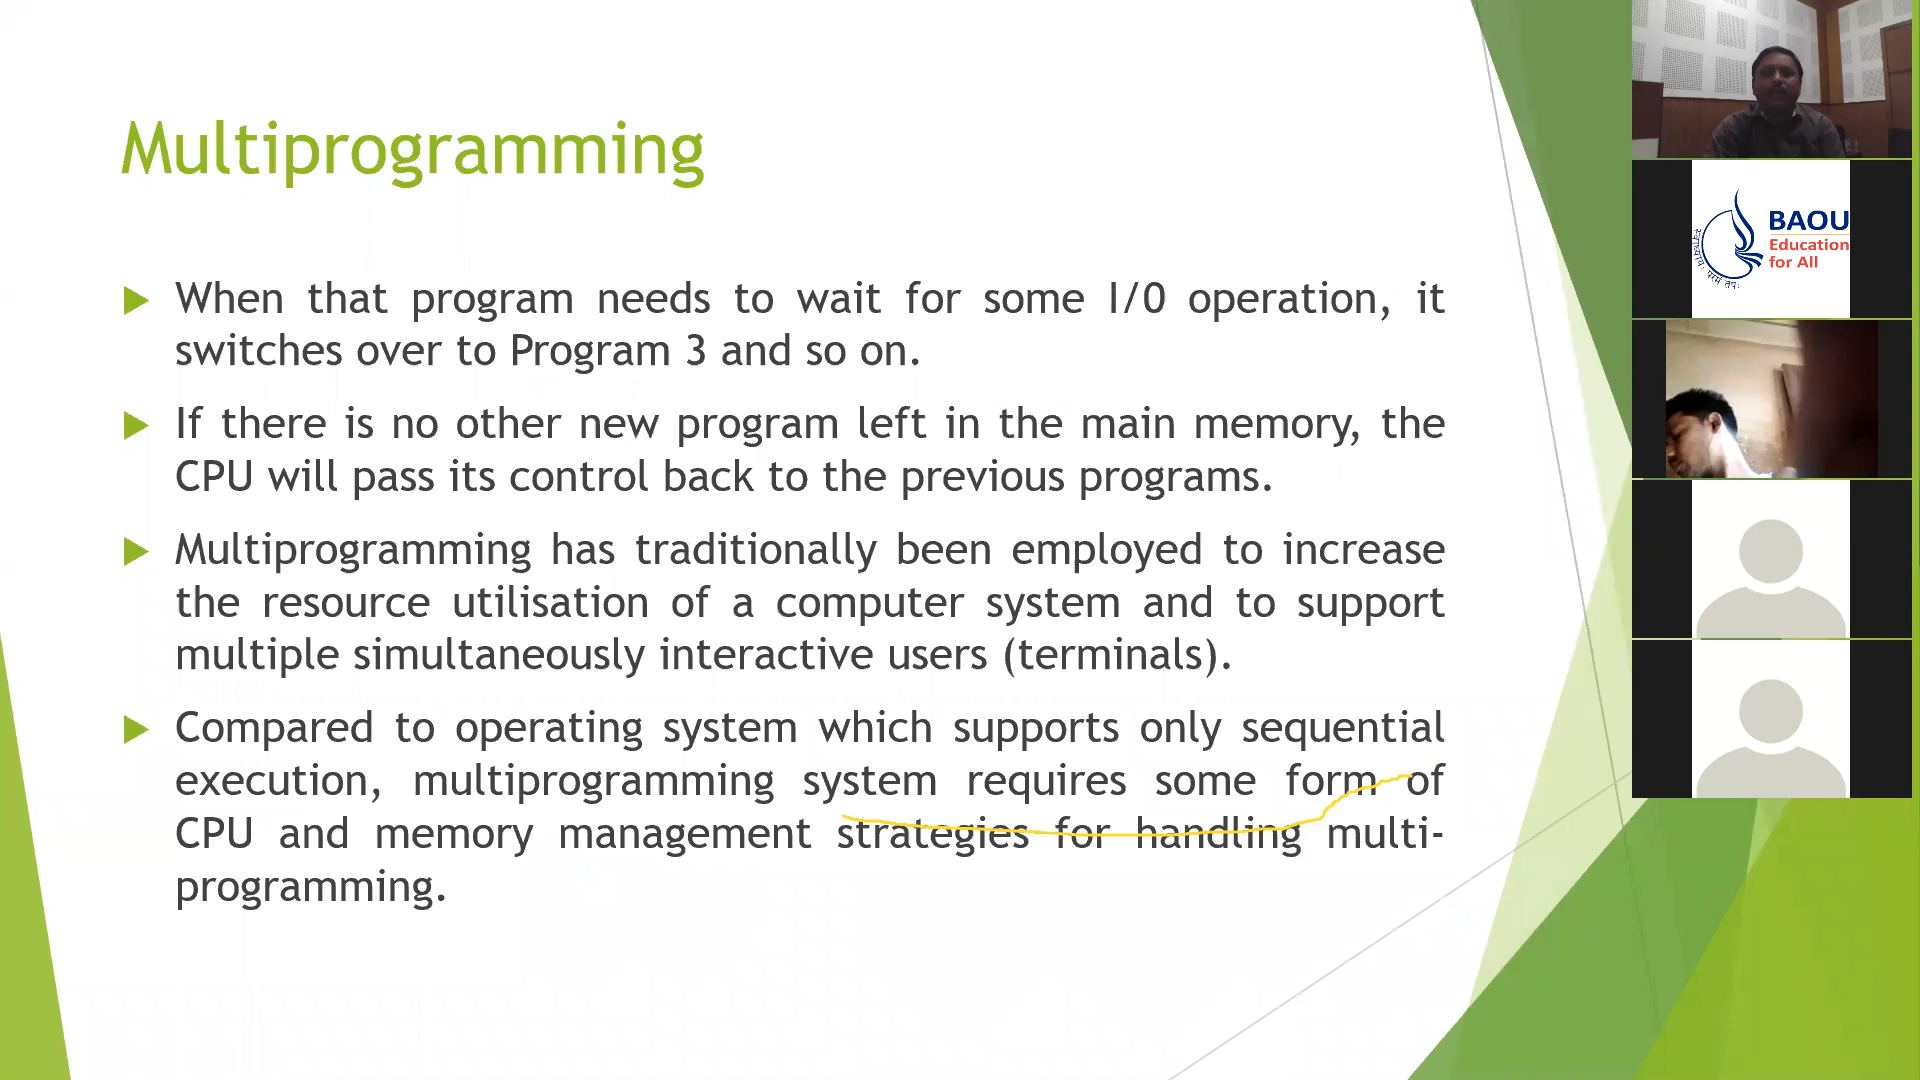 Multiprogramming
When that program needs to wait for some I/0 operation, it
switches over to Program 3 and so on.
If there is no other new program left in the main memory, the
CPU will pass its control back to the previous programs.
Multiprogramming has traditionally been employed to increase
the resource utilisation of a computer system and to support
multiple simultaneously interactive users (terminals).
Compared to operating system which supports only sequential
execution, multiprogramming system requires some form of
CPU and memory management strategies for handling multi-
programming.
BAOU
Education
for All